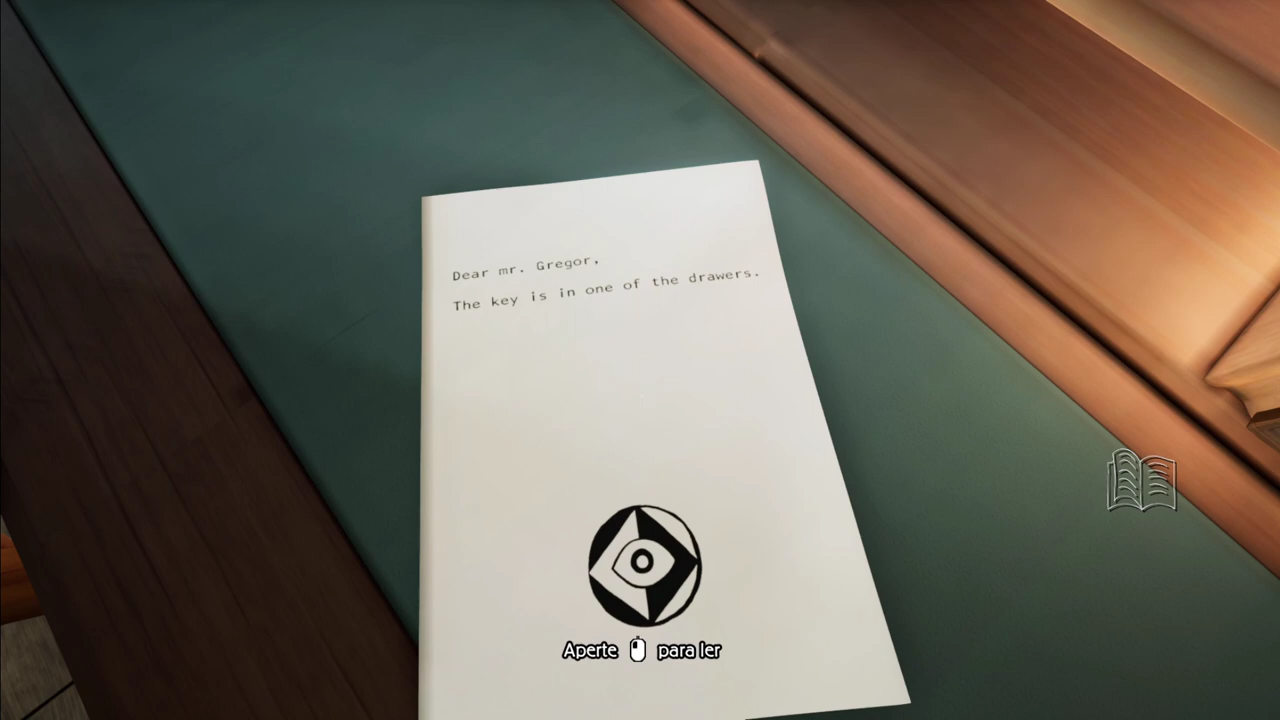 Dear mr. Gregor,
The key is in one of the drawers.
Aperte para ler